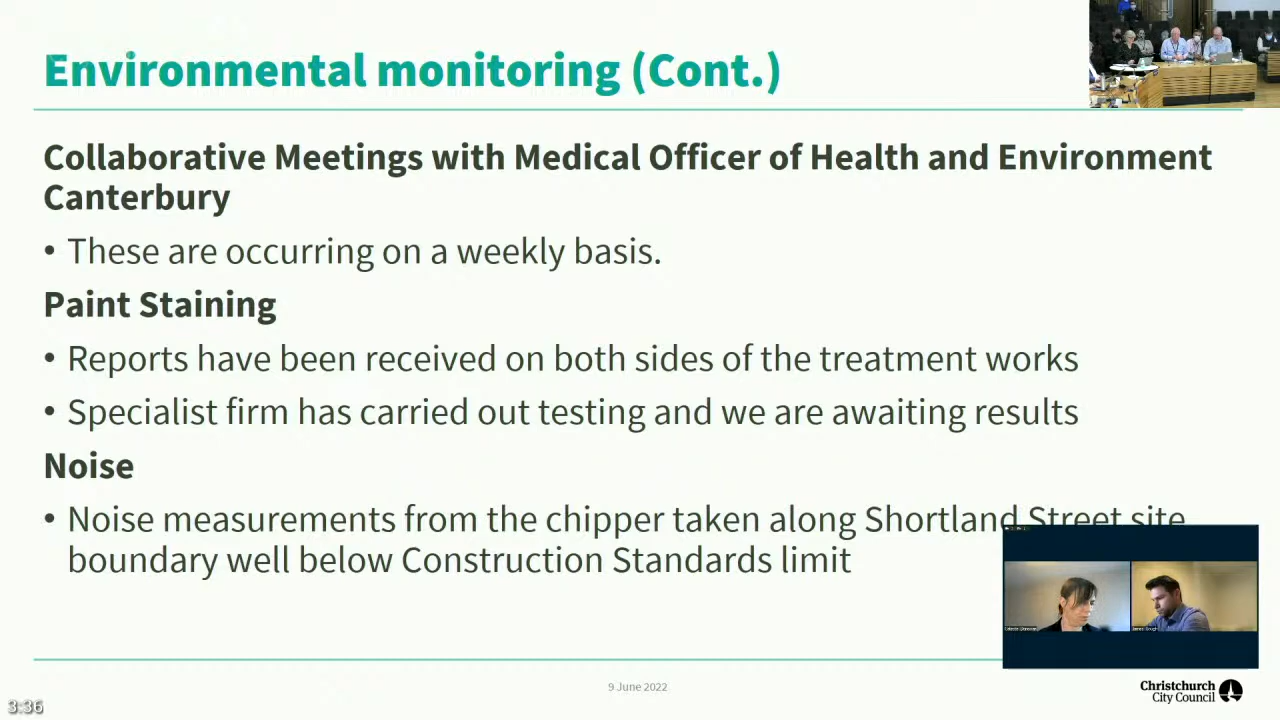 Environmental monitoring (Cont.)
Collaborative Meetings with Medical Officer of Health and Environment
Canterbury
• These are occurring on a weekly basis.
Paint Staining
• Reports have been received on both sides of the treatment works
• Specialist firm has carried out testing and we are awaiting results
Noise
• Noise measurements from the chipper taken along Shortland Street site
boundary well below Construction Standards limit
9 June 2022
Christchurch
City Council
3:36